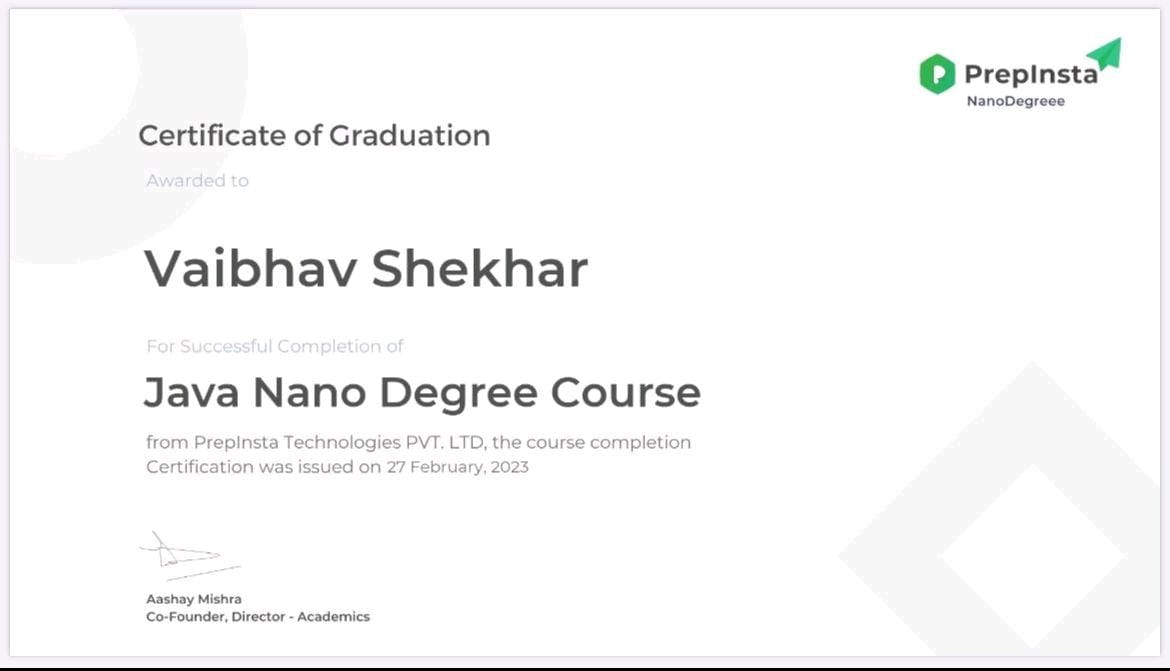 PrepInsta
NanoDegreee
Certificate of Graduation
Awarded to
Vaibhav Shekhar
For Successful Completion of
Java Nano Degree Course
from PrepInsta Technologies PVT. LTD, the course completion
Certification was issued on 27 February, 2023
Aashay Mishra
Co-Founder, Director - Academics